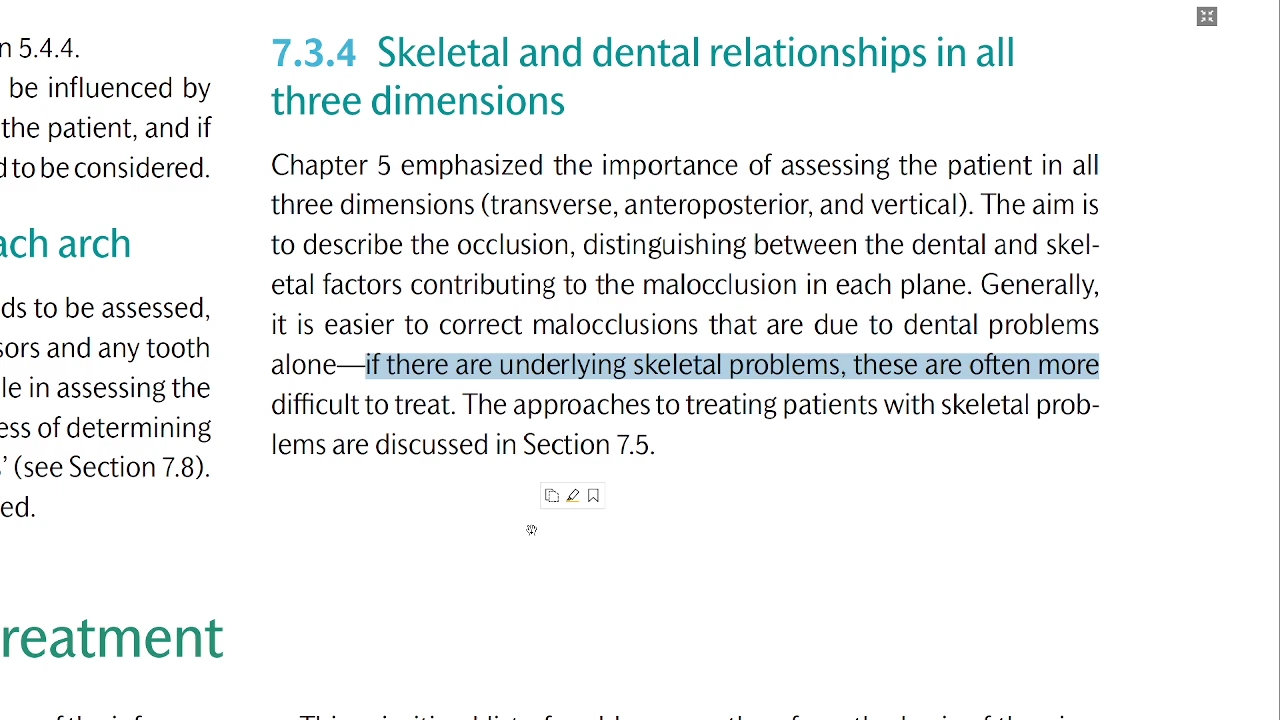 n 5.4.4.
be influenced by
the patient, and if
d to be considered.
ach arch
ds to be assessed,
sors and any tooth
le in assessing the
ess of determining
’ (see Section 7.8).
ed.
7.3.4 Skeletal and dental relationships in all
three dimensions
Chapter 5 emphasized the importance of assessing the patient in all
three dimensions (transverse, anteroposterior, and vertical). The aim is
to describe the occlusion, distinguishing between the dental and skel-
etal factors contributing to the malocclusion in each plane. Generally,
it is easier to correct malocclusions that are due to dental problems
alone—if there are underlying skeletal problems, these are often more
difficult to treat. The approaches to treating patients with skeletal prob-
lems are discussed in Section 7.5.
reatment